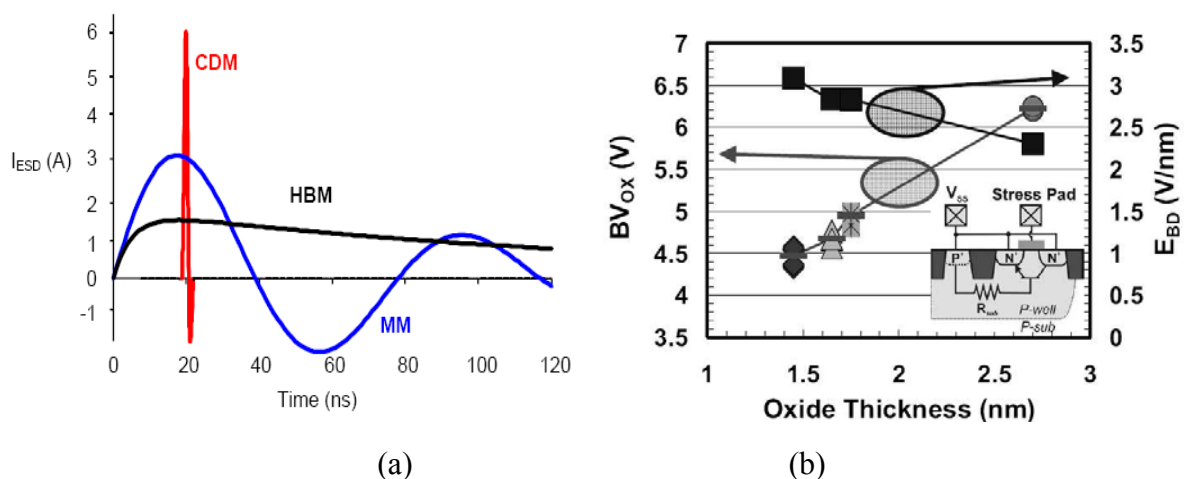 6
5
4
3
2
1
0
-1
I_ESD (A)
CDM
HBM
MM
0 20 40 60 80 100 120
Time (ns)
(a)
7
6.5
6
5.5
5
4.5
4
3.5
BV_OX (V)
3.5
3
2.5
2
1.5
1
0.5
0
E_BD (V/nm)
V_SS Stress Pad
P+ N+ N+
R_sub
P-well
P-sub
1 1.5 2 2.5 3
Oxide Thickness (nm)
(b)